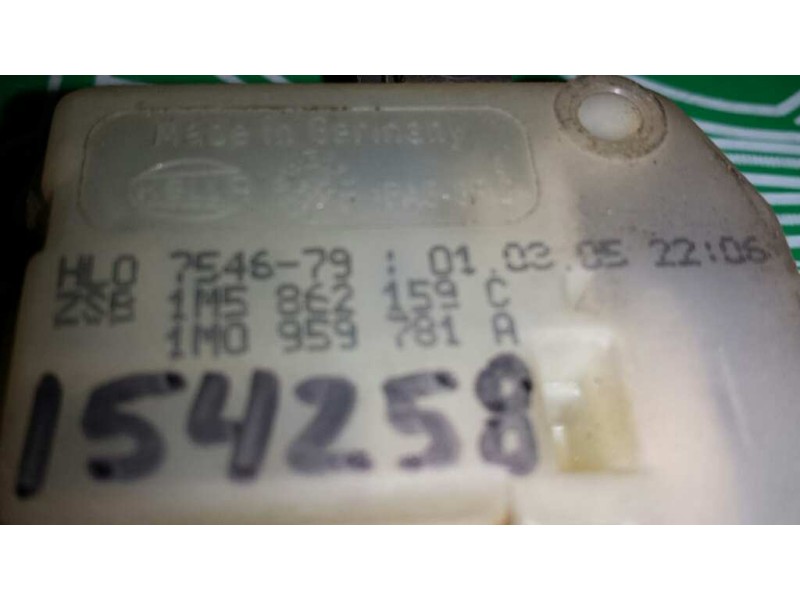 Made in Germany
HELLA
HLO 7546-79 : 01.03.05 22:06
ZSB 1M5 862 159 C
1M0 959 781 A
154258